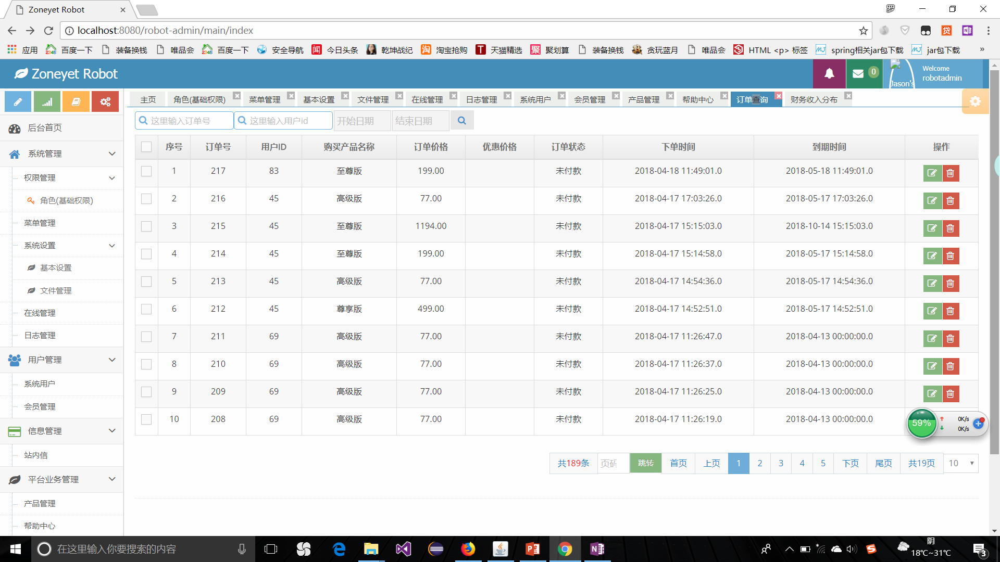 Zoneyet Robot
localhost:8080/robot-admin/main/index
应用 百度一下 装备换钱 唯品会 百度一下 安全导航 今日头条 乾坤战纪 淘宝抢购 天猫精选 聚划算 装备换钱 贪玩蓝月 唯品会 HTML <p> 标签 spring相关jar包下载 jar包下载 »
Zoneyet Robot
0
Jason's
Welcome
robotadmin
主页 角色(基础权限) 菜单管理 基本设置 文件管理 在线管理 日志管理 系统用户 会员管理 产品管理 帮助中心 订单查询 财务收入分布
这里输入订单号 这里输入用户id 开始日期 结束日期
后台首页
系统管理
权限管理
角色(基础权限)
菜单管理
系统设置
基本设置
文件管理
在线管理
日志管理
用户管理
系统用户
会员管理
信息管理
站内信
平台业务管理
产品管理
帮助中心
序号 订单号 用户ID 购买产品名称 订单价格 优惠价格 订单状态 下单时间 到期时间 操作
1 217 83 至尊版 199.00 未付款 2018-04-18 11:49:01.0 2018-05-18 11:49:01.0
2 216 45 高级版 77.00 未付款 2018-04-17 17:03:26.0 2018-05-17 17:03:26.0
3 215 45 至尊版 1194.00 未付款 2018-04-17 15:15:03.0 2018-10-14 15:15:03.0
4 214 45 至尊版 199.00 未付款 2018-04-17 15:14:58.0 2018-05-17 15:14:58.0
5 213 45 高级版 77.00 未付款 2018-04-17 14:54:36.0 2018-05-17 14:54:36.0
6 212 45 尊享版 499.00 未付款 2018-04-17 14:52:51.0 2018-05-17 14:52:51.0
7 211 69 高级版 77.00 未付款 2018-04-17 11:26:47.0 2018-04-13 00:00:00.0
8 210 69 高级版 77.00 未付款 2018-04-17 11:26:37.0 2018-04-13 00:00:00.0
9 209 69 高级版 77.00 未付款 2018-04-17 11:26:25.0 2018-04-13 00:00:00.0
10 208 69 高级版 77.00 未付款 2018-04-17 11:26:19.0 2018-04-13 00:00:00.0
59% 0K/s
0K/s
共189条 页码 跳转 首页 上页 1 2 3 4 5 下页 尾页 共19页 10
在这里输入你要搜索的内容
阴
18℃~31℃
3